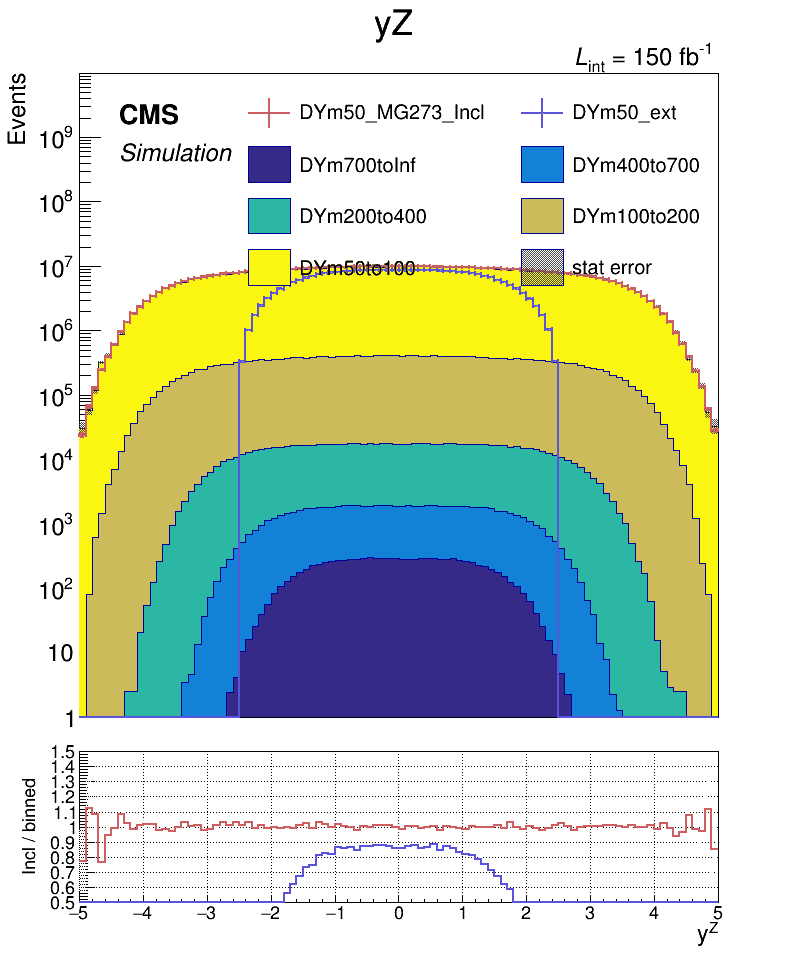 yZ
L_int = 150 fb^-1
Events
CMS
Simulation
DYm50_MG273_Incl
DYm50_ext
DYm700toInf
DYm400to700
DYm200to400
DYm100to200
DYm50to100
stat error
10^9
10^8
10^7
10^6
10^5
10^4
10^3
10^2
10
1
Incl / binned
1.5
1.4
1.3
1.2
1.1
1
0.9
0.8
0.7
0.6
0.5
−5 −4 −3 −2 −1 0 1 2 3 4 5
y^Z